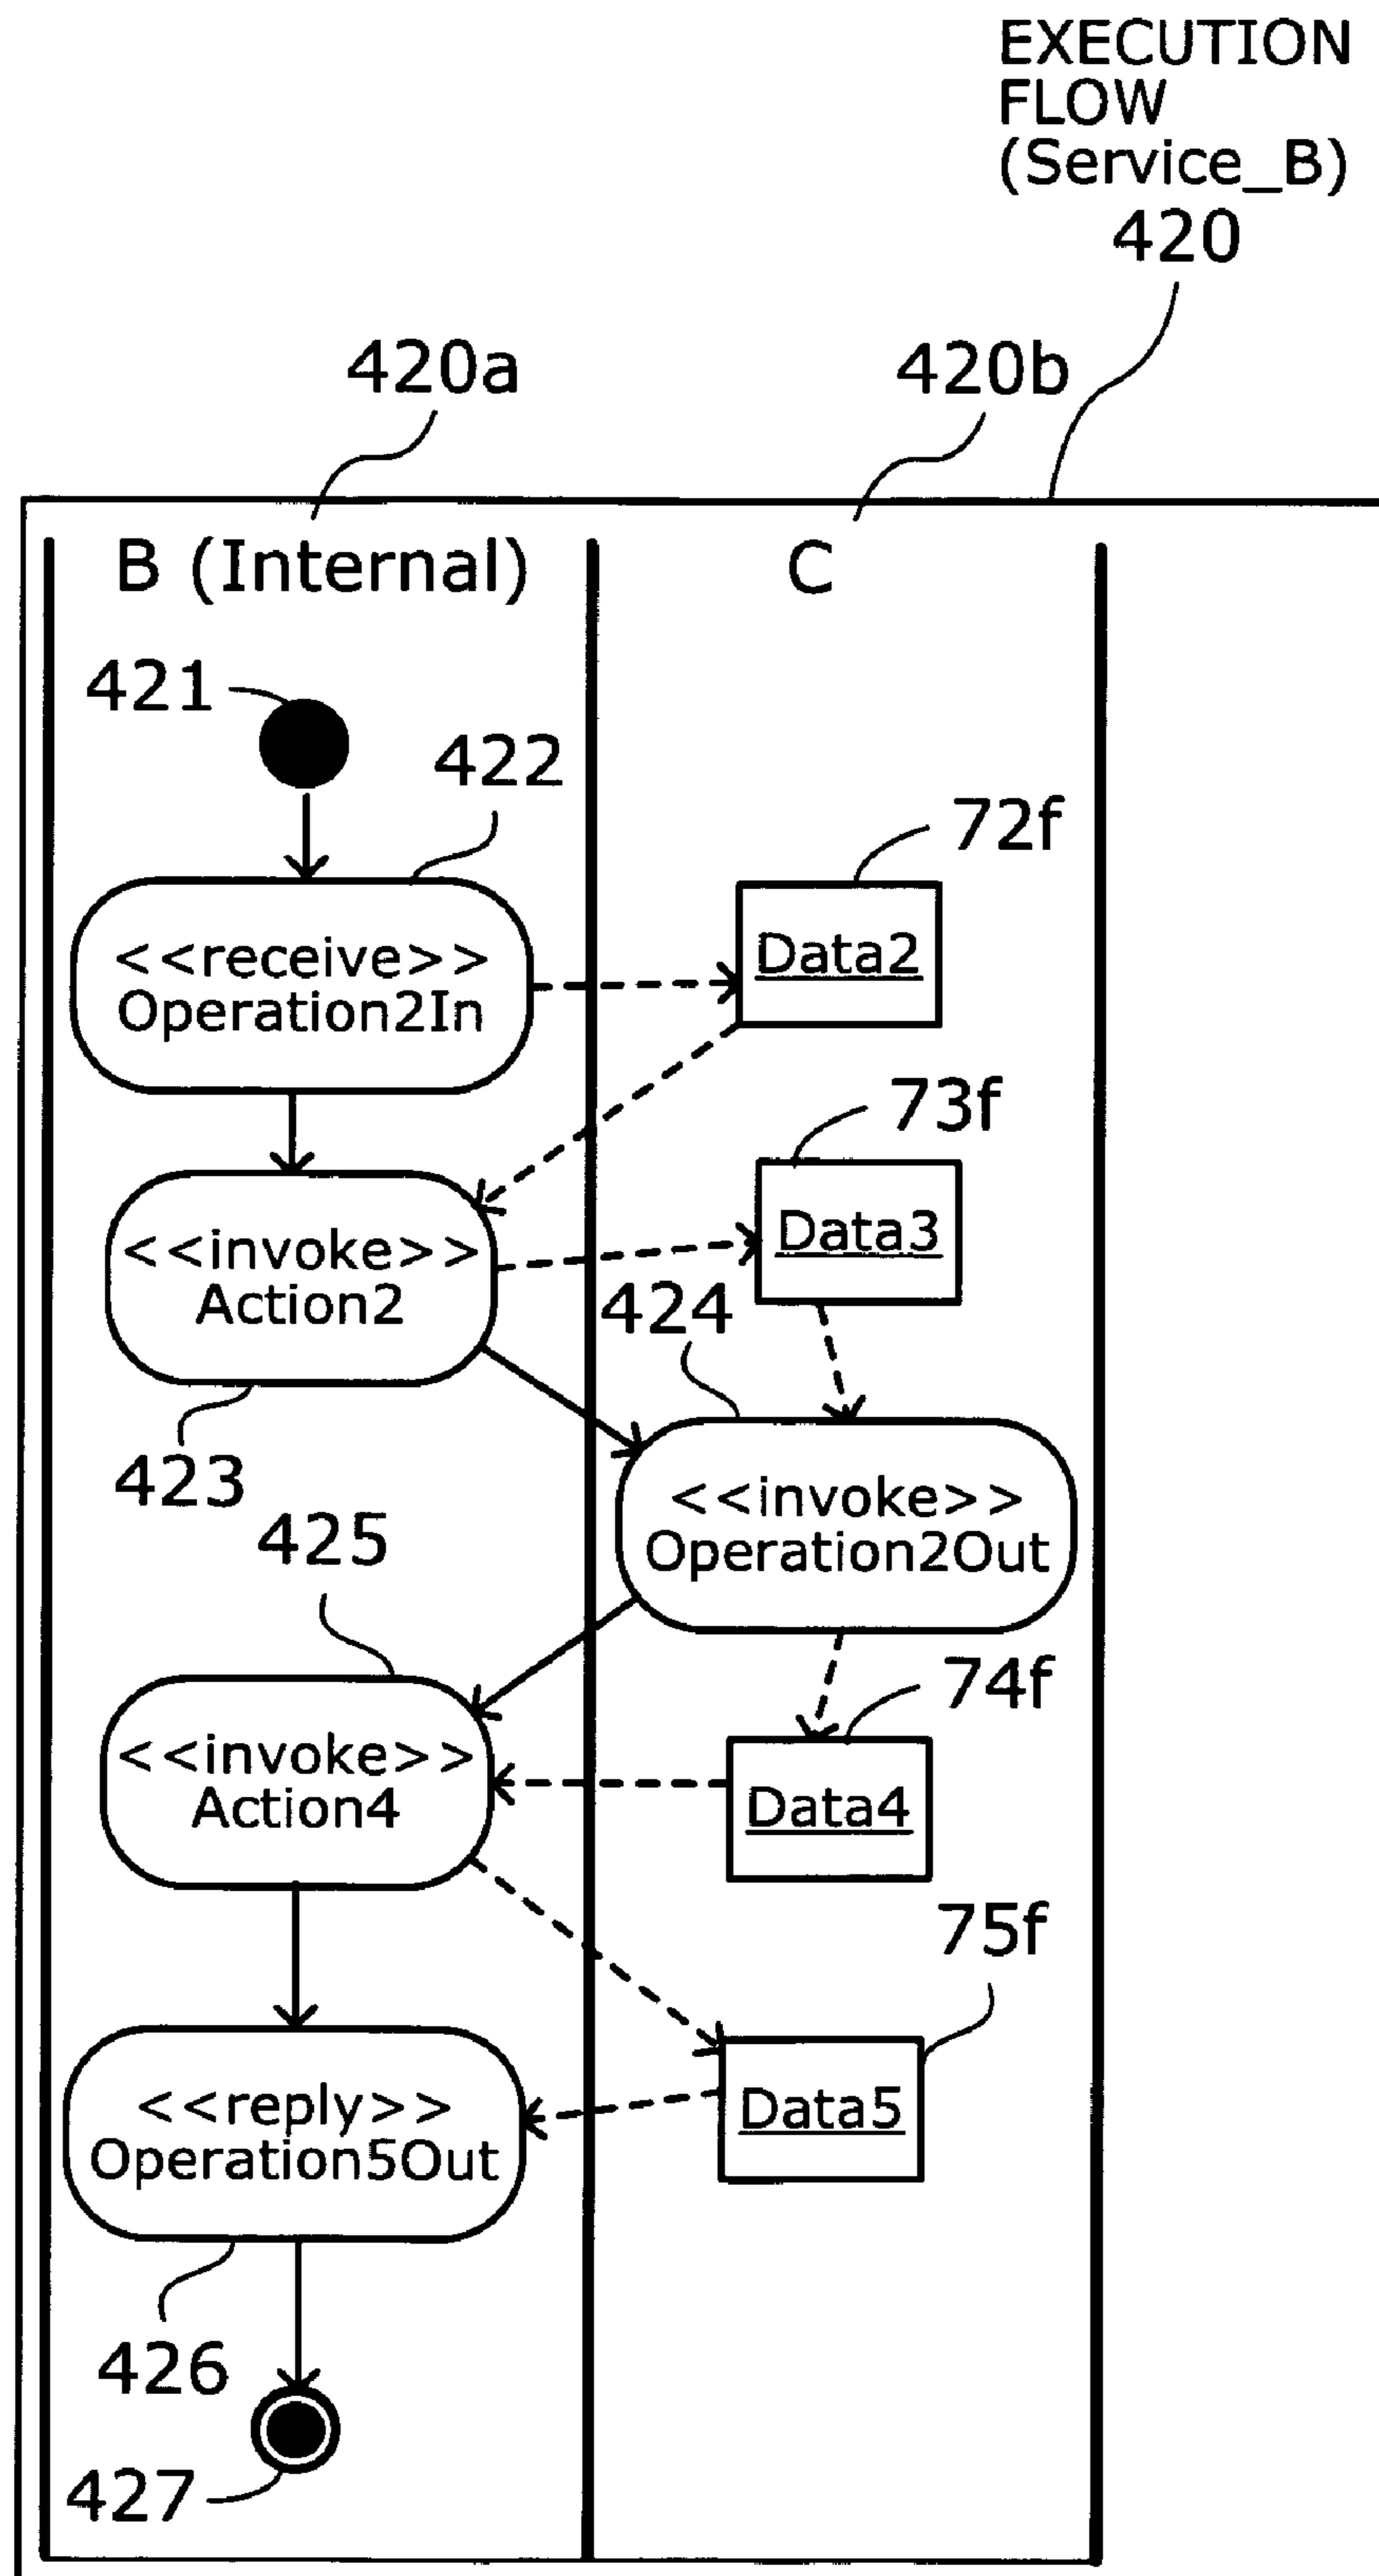 EXECUTION
FLOW
(Service_B)
420
420a
420b
B (Internal)
C
421
422
72f
<<receive>>
Operation2In
Data2
73f
<<invoke>>
Action2
Data3
424
423
<<invoke>>
Operation2Out
425
74f
<<invoke>>
Action4
Data4
75f
<<reply>>
Operation5Out
Data5
426
427